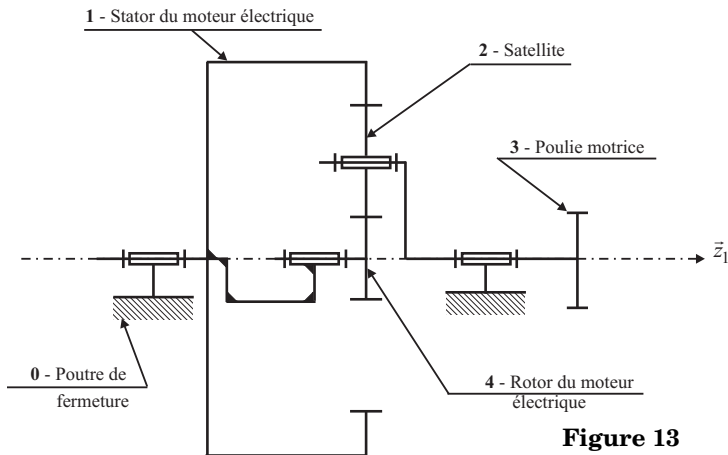 1 - Stator du moteur électrique
2 - Satellite
3 - Poulie motrice
z⃗₁
0 - Poutre de
fermeture
4 - Rotor du moteur
électrique
Figure 13